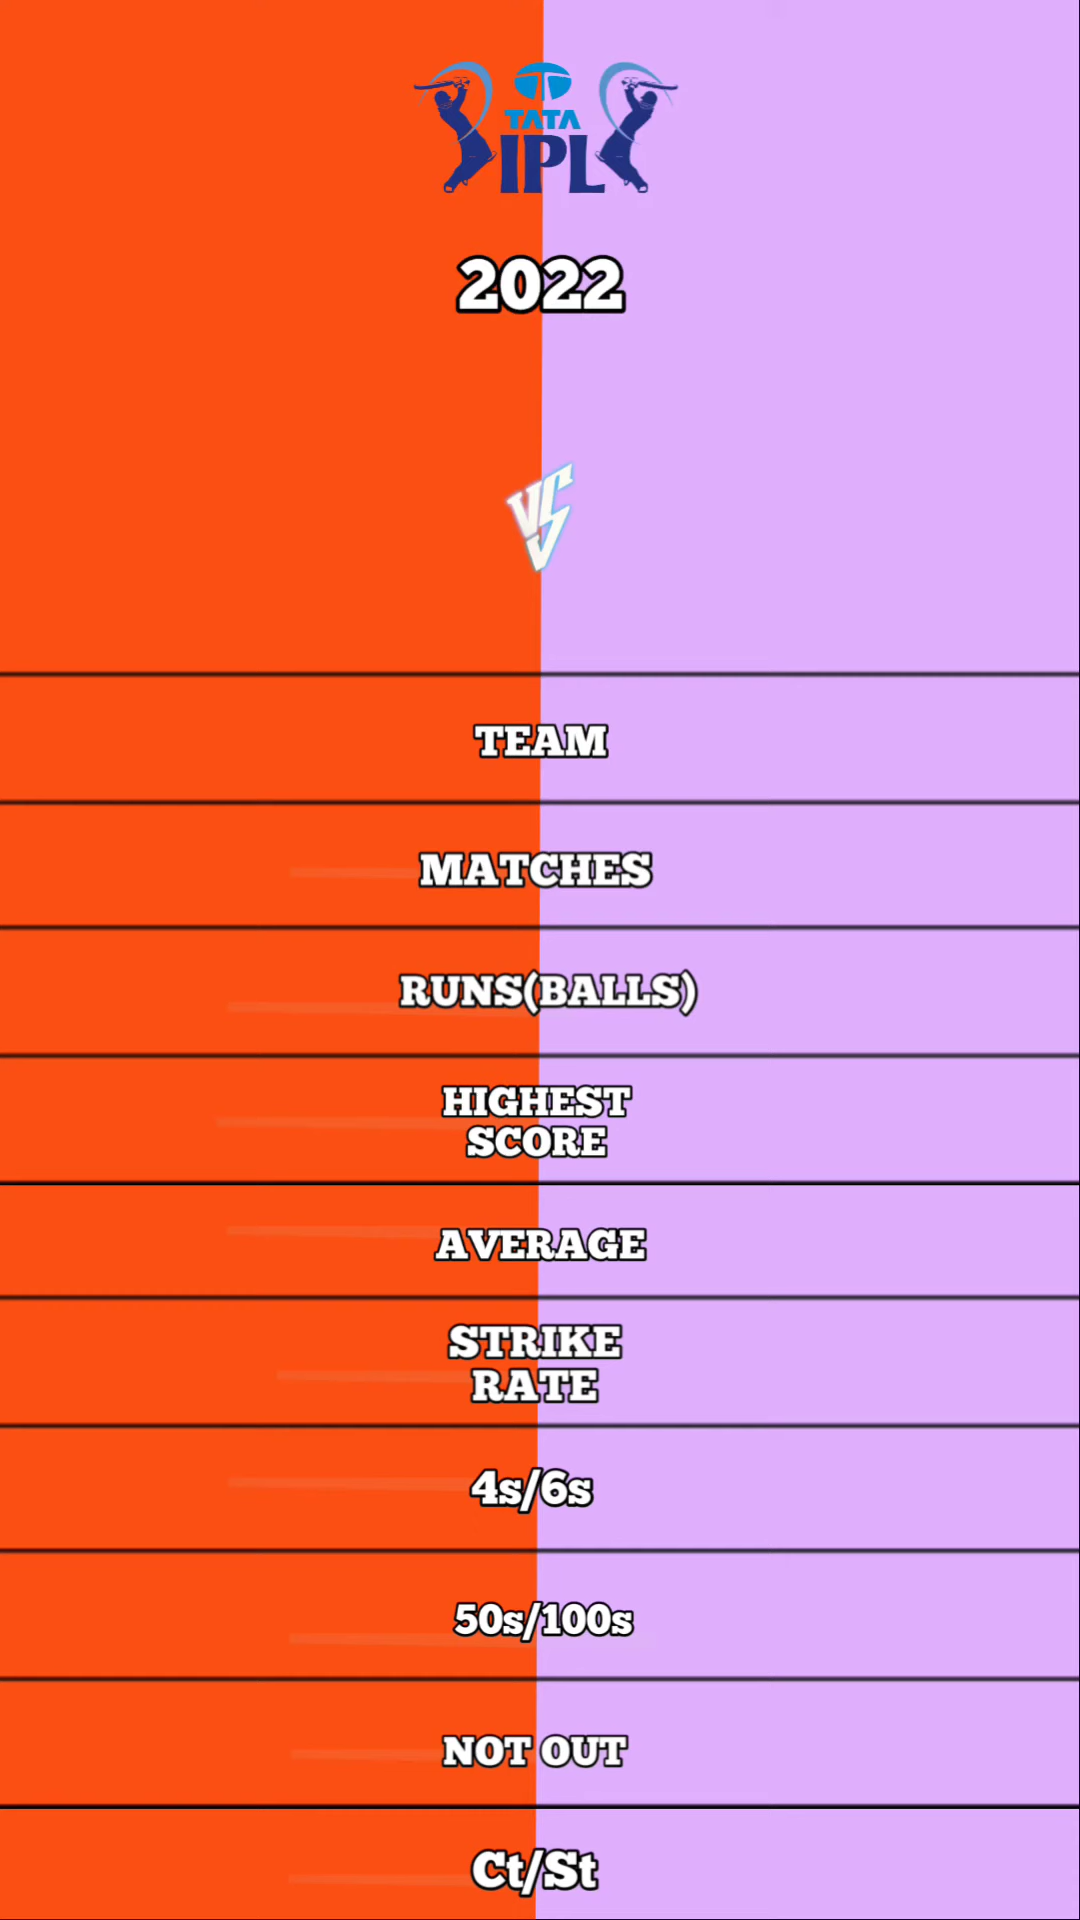 TATA
IPL
2022
VS
TEAM
MATCHES
RUNS(BALLS)
HIGHEST
SCORE
AVERAGE
STRIKE
RATE
4s/6s
50s/100s
NOT OUT
Ct/St